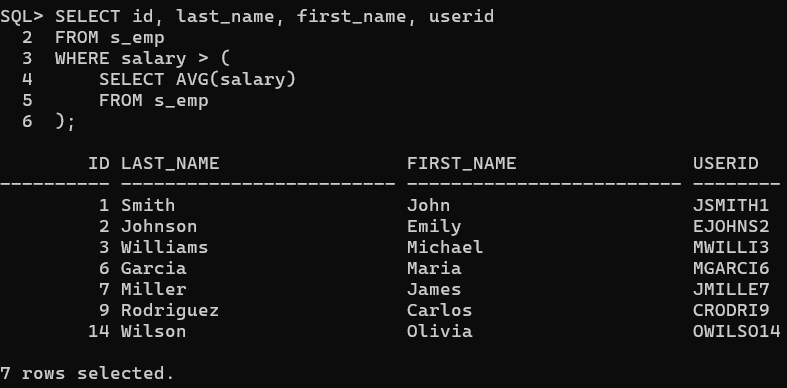 SQL> SELECT id, last_name, first_name, userid
  2  FROM s_emp
  3  WHERE salary > (
  4      SELECT AVG(salary)
  5      FROM s_emp
  6  );

        ID LAST_NAME                 FIRST_NAME                USERID
---------- ------------------------- ------------------------- --------
         1 Smith                     John                      JSMITH1
         2 Johnson                   Emily                     EJOHNS2
         3 Williams                  Michael                   MWILLI3
         6 Garcia                    Maria                     MGARCI6
         7 Miller                    James                     JMILLE7
         9 Rodriguez                 Carlos                    CRODRI9
        14 Wilson                    Olivia                    OWILSO14

7 rows selected.